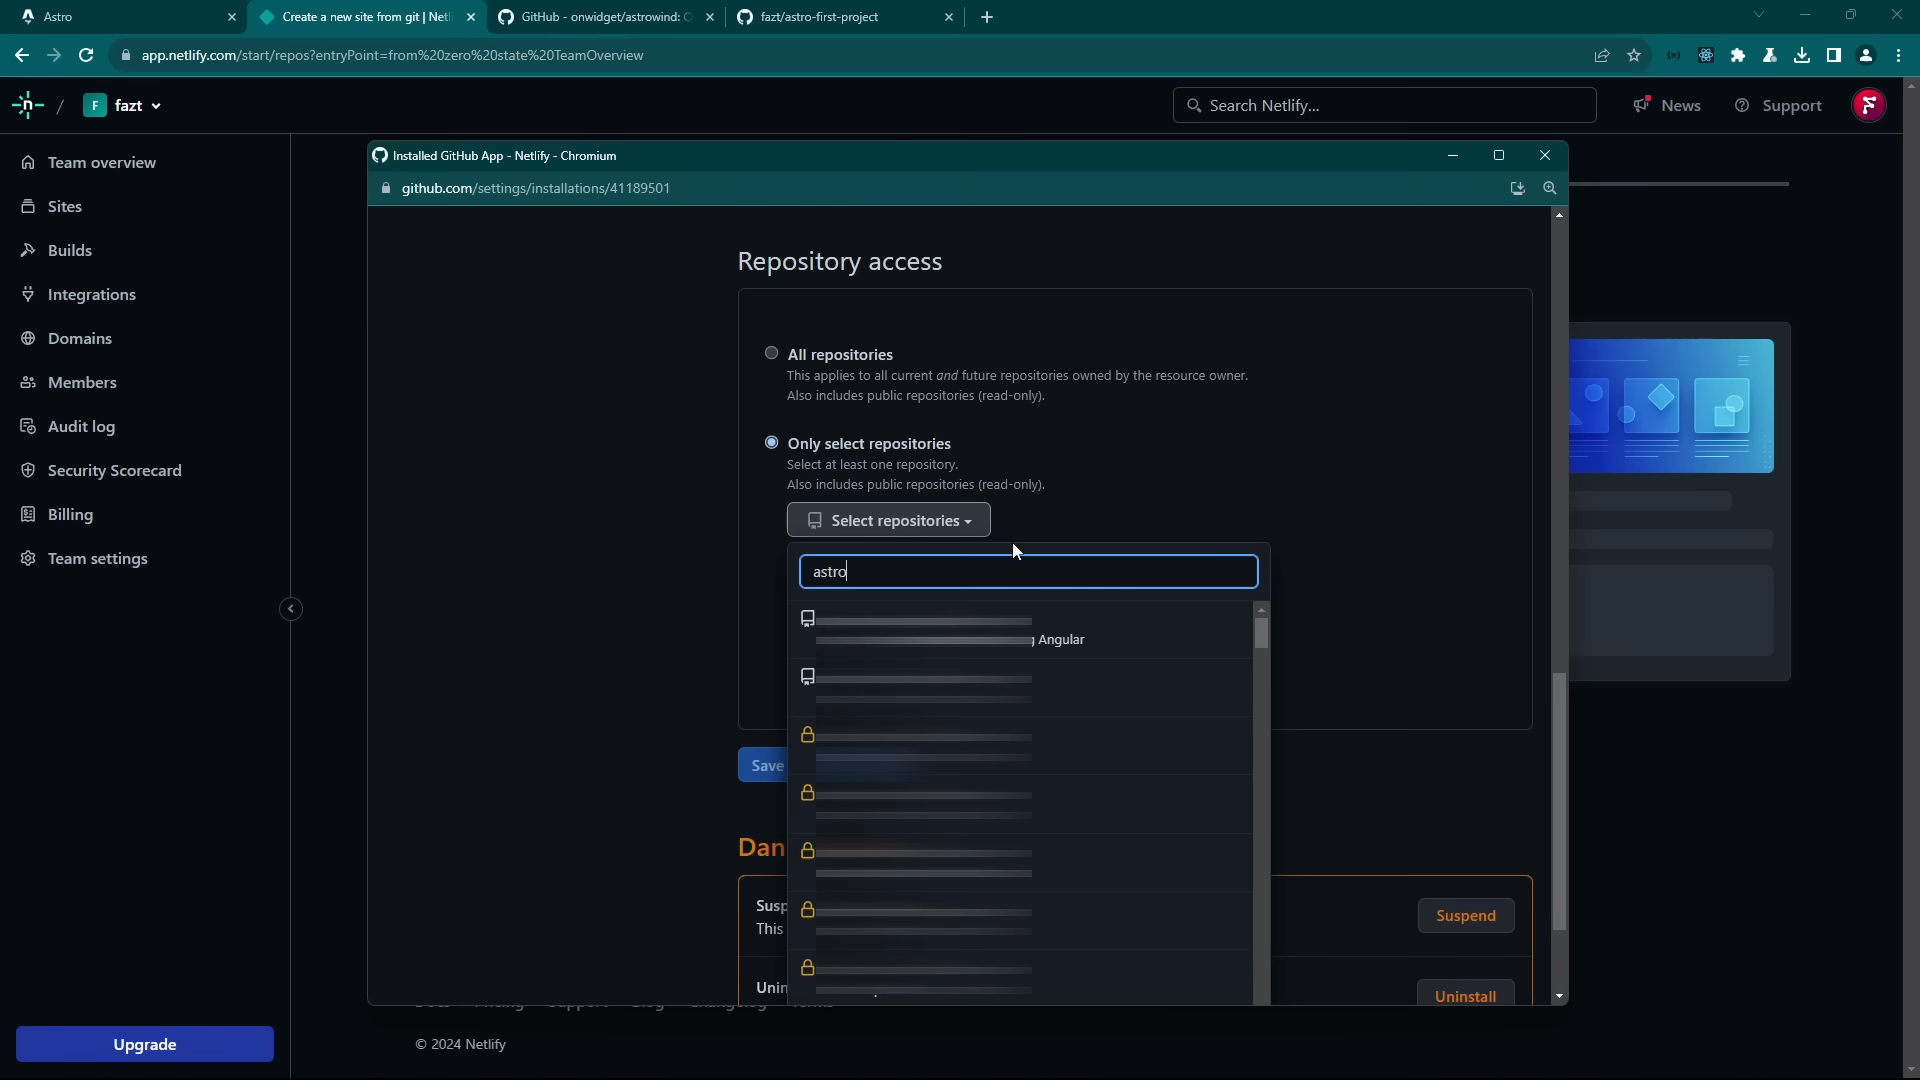 Astro
Create a new site from git | Netl
GitHub - onwidget/astrowind:
fazt/astro-first-project
app.netlify.com/start/repos?entryPoint=from%20zero%20state%20TeamOverview
/
F
fazt
Search Netlify...
News
Support
Team overview
Sites
Builds
Integrations
Domains
Members
Audit log
Security Scorecard
Billing
Team settings
Upgrade
Installed GitHub App - Netlify - Chromium
github.com/settings/installations/41189501
Repository access
All repositories
This applies to all current and future repositories owned by the resource owner.
Also includes public repositories (read-only).
Only select repositories
Select at least one repository.
Also includes public repositories (read-only).
Select repositories
astro
Angular
Save
Dan
Susp
This
Suspend
Unin
Uninstall
© 2024 Netlify